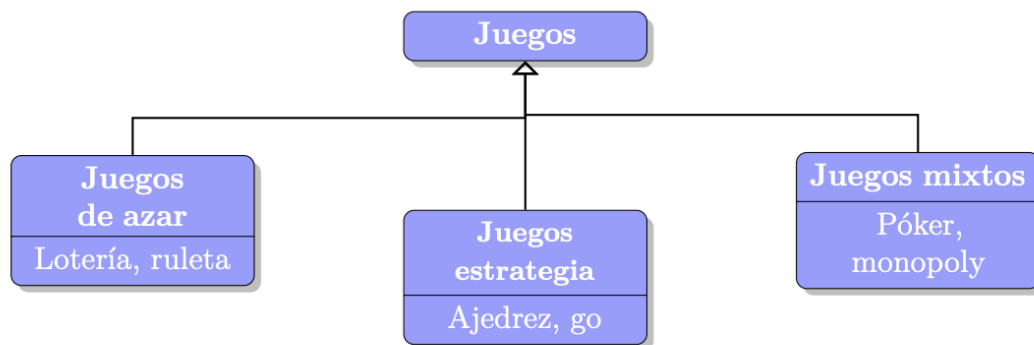 Juegos
Juegos
de azar
Lotería, ruleta
Juegos
estrategia
Ajedrez, go
Juegos mixtos
Póker,
monopoly